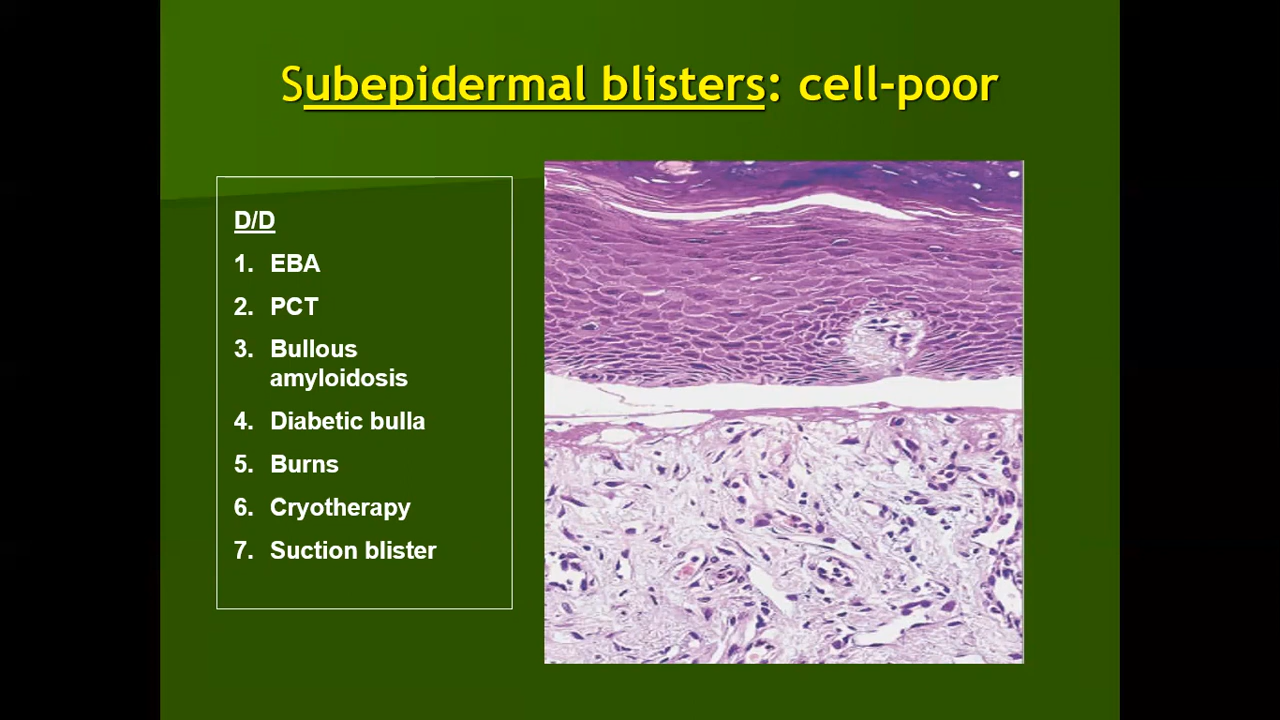 Subepidermal blisters: cell-poor
D/D
1. EBA
2. PCT
3. Bullous
amyloidosis
4. Diabetic bulla
5. Burns
6. Cryotherapy
7. Suction blister